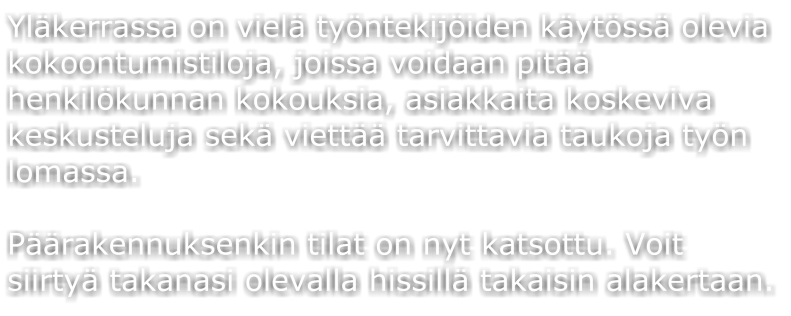 Yläkerrassa on vielä työntekijöiden käytössä olevia
kokoontumistiloja, joissa voidaan pitää
henkilökunnan kokouksia, asiakkaita koskeviva
keskusteluja sekä viettää tarvittavia taukoja työn
lomassa.

Päärakennuksenkin tilat on nyt katsottu. Voit
siirtyä takanasi olevalla hissillä takaisin alakertaan.